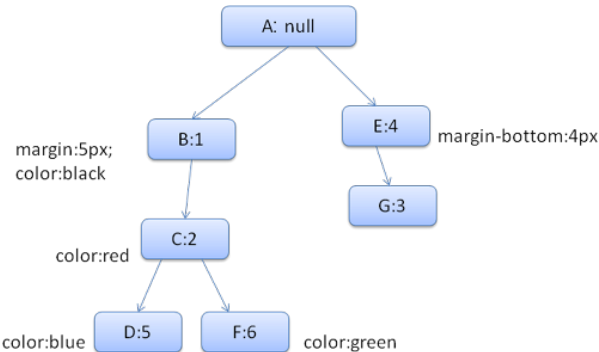 A: null
B:1
E:4
margin:5px;
color:black
margin-bottom:4px
G:3
C:2
color:red
color:blue
D:5
F:6
color:green